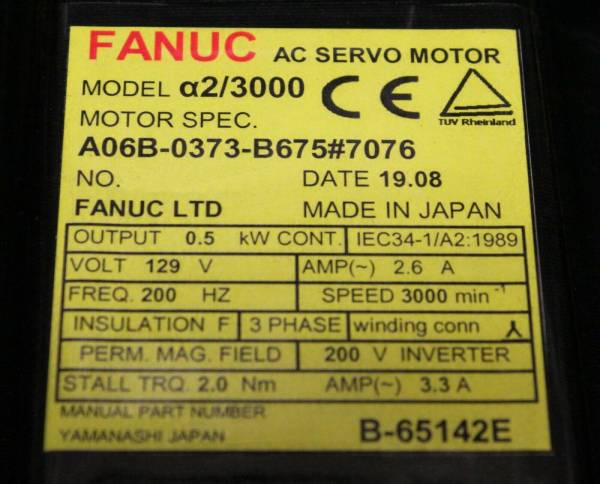 FANUC AC SERVO MOTOR
MODEL α2/3000 CE
TUV Rheinland
MOTOR SPEC.
A06B-0373-B675#7076
NO. DATE 19.08
FANUC LTD MADE IN JAPAN
OUTPUT 0.5 kW CONT. IEC34-1/A2:1989
VOLT 129 V AMP(~) 2.6 A
FREQ. 200 HZ SPEED 3000 min⁻¹
INSULATION F 3 PHASE winding conn
PERM. MAG. FIELD 200 V INVERTER
STALL TRQ. 2.0 Nm AMP(~) 3.3 A
MANUAL PART NUMBER
YAMANASHI JAPAN B-65142E